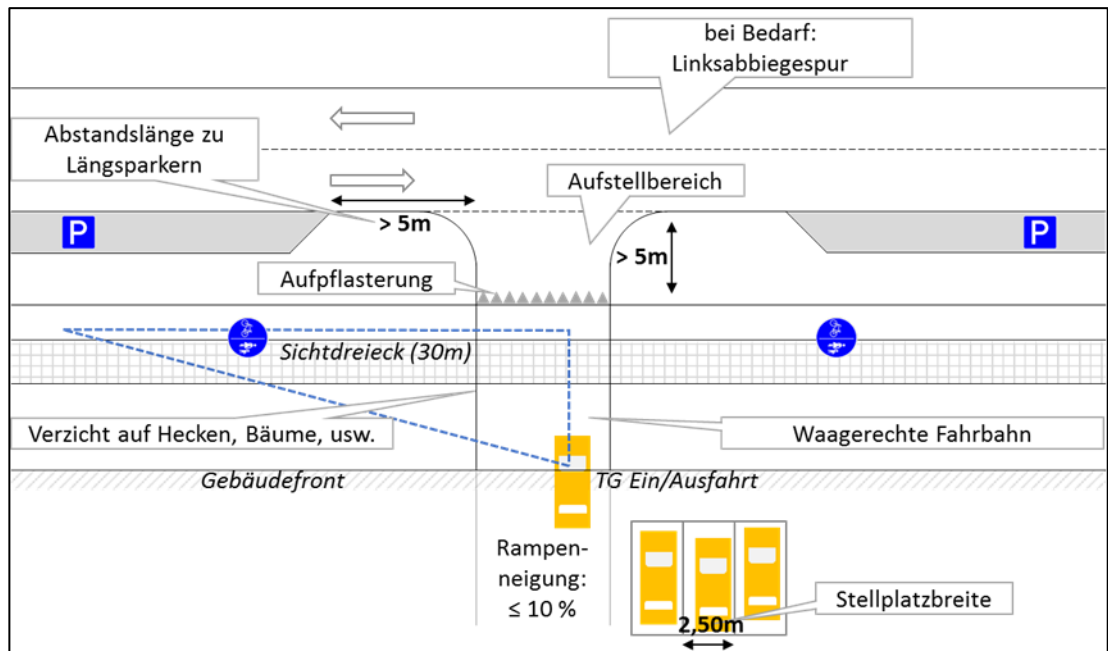 bei Bedarf:
Linksabbiegespur
Abstandslänge zu
Längsparkern
Aufstellbereich
P
> 5m
P
> 5m
Aufpflasterung
Sichtdreieck (30m)
Verzicht auf Hecken, Bäume, usw.
Waagerechte Fahrbahn
Gebäudefront
TG Ein/Ausfahrt
Rampen-
neigung:
≤ 10 %
Stellplatzbreite
2,50m